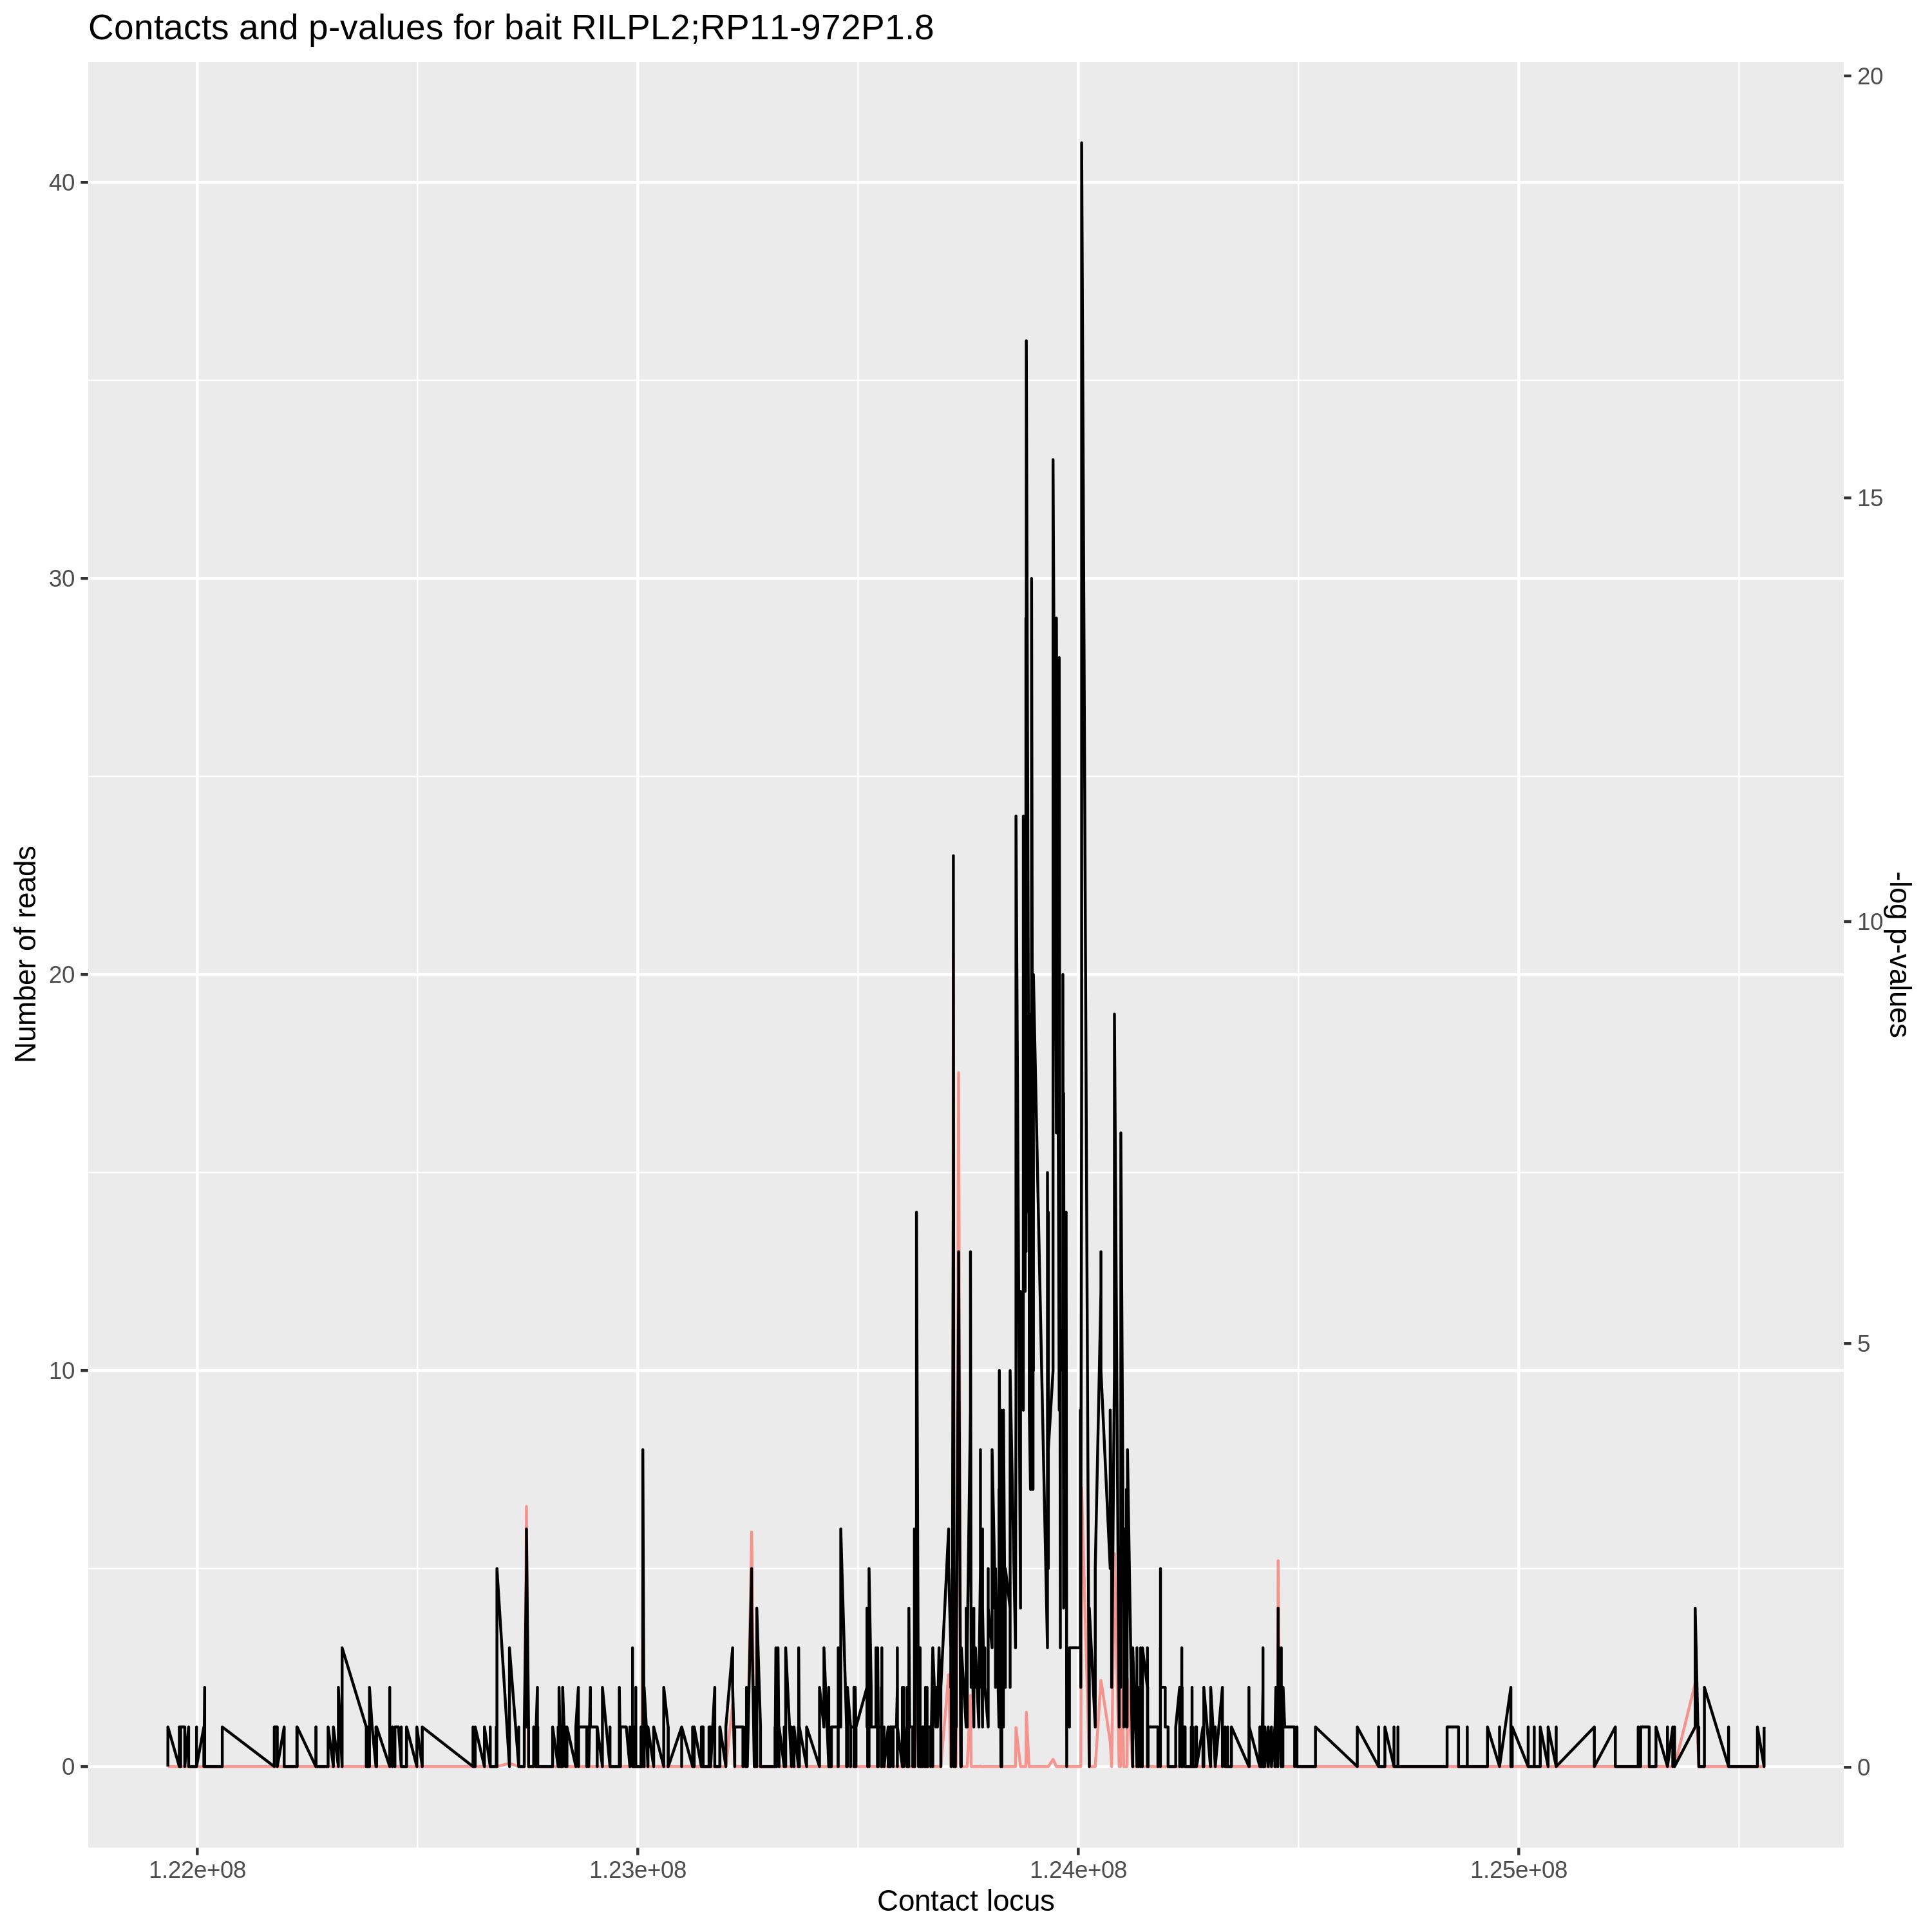 Contacts and p-values for bait RILPL2;RP11-972P1.8
20
40
15
30
Number of reads
-log p-values
10
20
5
10
0
0
1.22e+08
1.23e+08
1.24e+08
1.25e+08
Contact locus